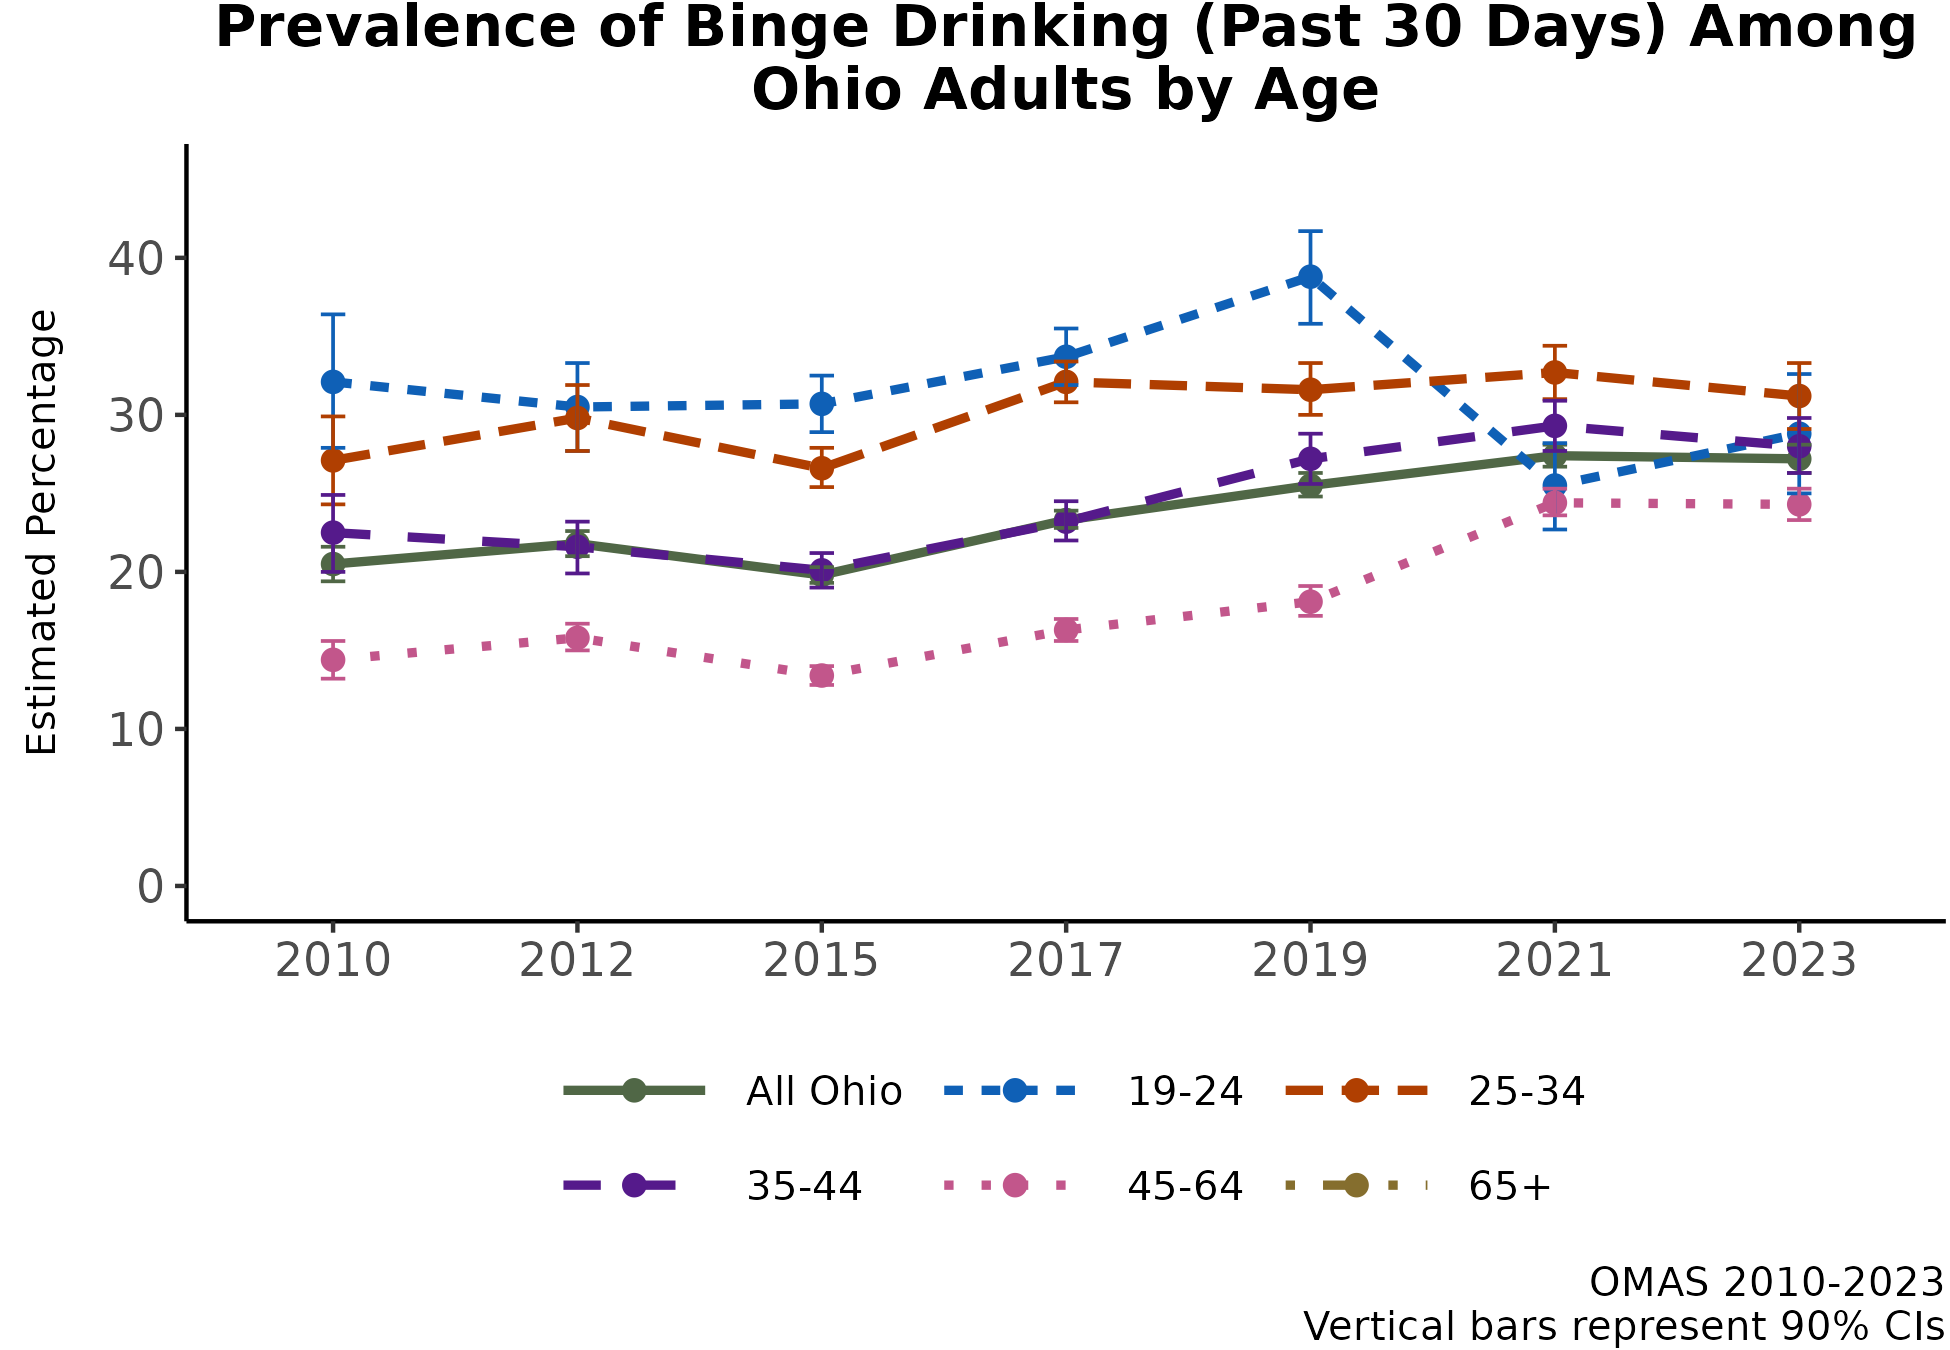 Prevalence of Binge Drinking (Past 30 Days) Among
Ohio Adults by Age
Estimated Percentage
40
30
20
10
0
2010 2012 2015 2017 2019 2021 2023
All Ohio 19-24 25-34
35-44 45-64 65+
OMAS 2010-2023
Vertical bars represent 90% CIs